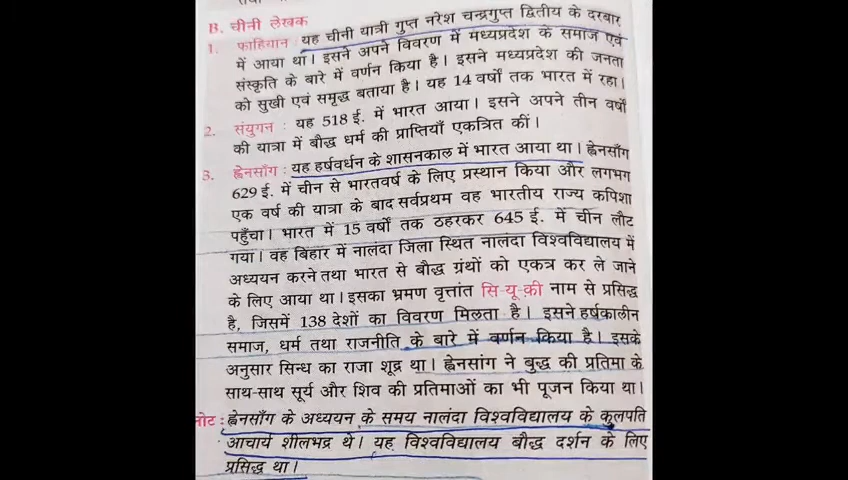 B. चीनी लेखक
1. फाहियान : यह चीनी यात्री गुप्त नरेश चन्द्रगुप्त द्वितीय के दरबार
में आया था। इसने अपने विवरण में मध्यप्रदेश के समाज एवं
संस्कृति के बारे में वर्णन किया है। इसने मध्यप्रदेश की जनता
को सुखी एवं समृद्ध बताया है। यह 14 वर्षों तक भारत में रहा।
2. संयुगन : यह 518 ई. में भारत आया। इसने अपने तीन वर्षों
की यात्रा में बौद्ध धर्म की प्राप्तियाँ एकत्रित कीं।
3. ह्वेनसाँग : यह हर्षवर्धन के शासनकाल में भारत आया था। ह्वेनसाँग
629 ई. में चीन से भारतवर्ष के लिए प्रस्थान किया और लगभग
एक वर्ष की यात्रा के बाद सर्वप्रथम वह भारतीय राज्य कपिशा
पहुँचा। भारत में 15 वर्षों तक ठहरकर 645 ई. में चीन लौट
गया। वह बिहार में नालंदा जिला स्थित नालंदा विश्वविद्यालय में
अध्ययन करने तथा भारत से बौद्ध ग्रंथों को एकत्र कर ले जाने
के लिए आया था। इसका भ्रमण वृत्तांत सि-यू-की नाम से प्रसिद्ध
है, जिसमें 138 देशों का विवरण मिलता है। इसने हर्षकालीन
समाज, धर्म तथा राजनीति के बारे में वर्णन किया है। इसके
अनुसार सिन्ध का राजा शूद्र था। ह्वेनसांग ने बुद्ध की प्रतिमा के
साथ-साथ सूर्य और शिव की प्रतिमाओं का भी पूजन किया था।
नोट : ह्वेनसाँग के अध्ययन के समय नालंदा विश्वविद्यालय के कुलपति
आचार्य शीलभद्र थे। यह विश्वविद्यालय बौद्ध दर्शन के लिए
प्रसिद्ध था।